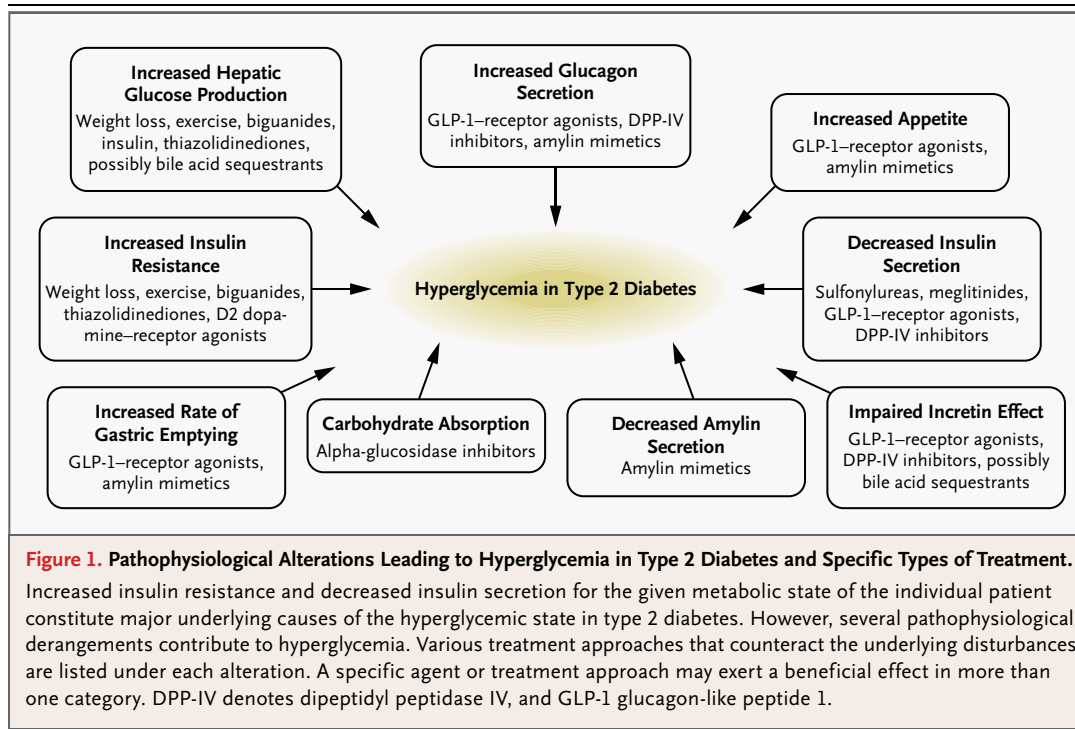 Increased Hepatic
Glucose Production
Weight loss, exercise, biguanides,
insulin, thiazolidinediones,
possibly bile acid sequestrants
Increased Glucagon
Secretion
GLP-1–receptor agonists, DPP-IV
inhibitors, amylin mimetics
Increased Appetite
GLP-1–receptor agonists,
amylin mimetics
Increased Insulin
Resistance
Weight loss, exercise, biguanides,
thiazolidinediones, D2 dopa-
mine–receptor agonists
Hyperglycemia in Type 2 Diabetes
Decreased Insulin
Secretion
Sulfonylureas, meglitinides,
GLP-1–receptor agonists,
DPP-IV inhibitors
Increased Rate of
Gastric Emptying
GLP-1–receptor agonists,
amylin mimetics
Carbohydrate Absorption
Alpha-glucosidase inhibitors
Decreased Amylin
Secretion
Amylin mimetics
Impaired Incretin Effect
GLP-1–receptor agonists,
DPP-IV inhibitors, possibly
bile acid sequestrants
Figure 1. Pathophysiological Alterations Leading to Hyperglycemia in Type 2 Diabetes and Specific Types of Treatment.
Increased insulin resistance and decreased insulin secretion for the given metabolic state of the individual patient
constitute major underlying causes of the hyperglycemic state in type 2 diabetes. However, several pathophysiological
derangements contribute to hyperglycemia. Various treatment approaches that counteract the underlying disturbances
are listed under each alteration. A specific agent or treatment approach may exert a beneficial effect in more than
one category. DPP-IV denotes dipeptidyl peptidase IV, and GLP-1 glucagon-like peptide 1.